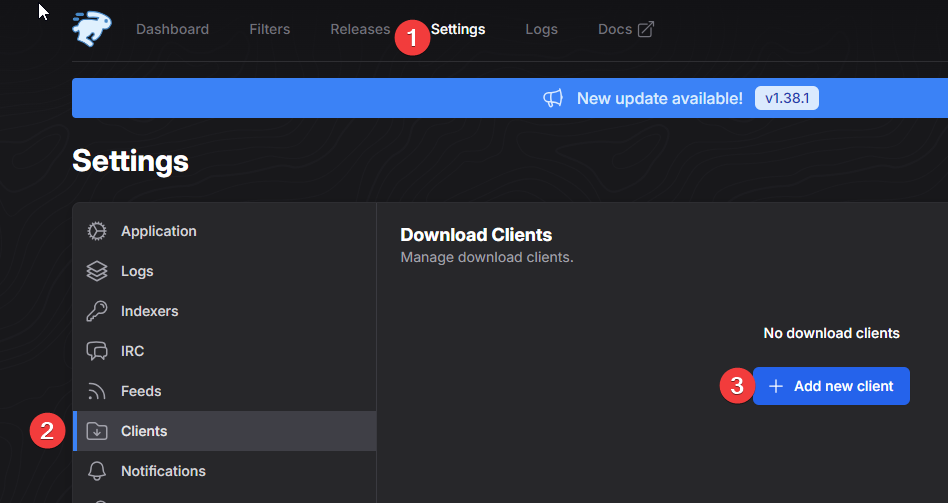 Dashboard Filters Releases 1 Settings Logs Docs
New update available! v1.38.1
Settings
Application
Logs
Indexers
IRC
Feeds
2 Clients
Notifications
Download Clients
Manage download clients.
No download clients
3 + Add new client